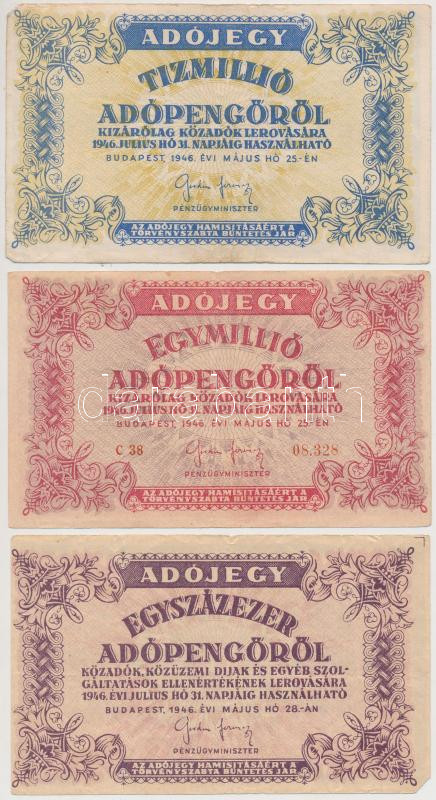 ADÓJEGY
TIZMILLIÓ
ADÓPENGŐRŐL
KIZÁRÓLAG KÖZADÓK LEROVÁSÁRA
1946. JULIUS HÓ 31. NAPJÁIG HASZNÁLHATÓ
BUDAPEST, 1946. ÉVI MÁJUS HÓ 25-ÉN
PÉNZÜGYMINISZTER
AZ ADÓJEGY HAMISITÁSÁÉRT A
TÖRVÉNYSZABTA BÜNTETÉS JÁR
ADÓJEGY
EGYMILLIÓ
ADÓPENGŐRŐL
KIZÁRÓLAG KÖZADÓK LEROVÁSÁRA
1946. JULIUS HÓ 31. NAPJÁIG HASZNÁLHATÓ
BUDAPEST, 1946. ÉVI MÁJUS HÓ 25-ÉN
C 38 08.328
PÉNZÜGYMINISZTER
AZ ADÓJEGY HAMISITÁSÁÉRT A
TÖRVÉNYSZABTA BÜNTETÉS JÁR
darabanth.com
ADÓJEGY
EGYSZÁZEZER
ADÓPENGŐRŐL
KÖZADÓK, KÖZÜZEMI DIJAK ÉS EGYÉB SZOL-
GÁLTATÁSOK ELLENÉRTÉKÉNEK LEROVÁSÁRA
1946. ÉVI JULIUS HÓ 31. NAPJÁIG HASZNÁLHATÓ
BUDAPEST, 1946. ÉVI MÁJUS HÓ 28.-ÁN
PÉNZÜGYMINISZTER
AZ ADÓJEGY HAMISITÁSÁÉRT A
TÖRVÉNYSZABTA BÜNTETÉS JÁR